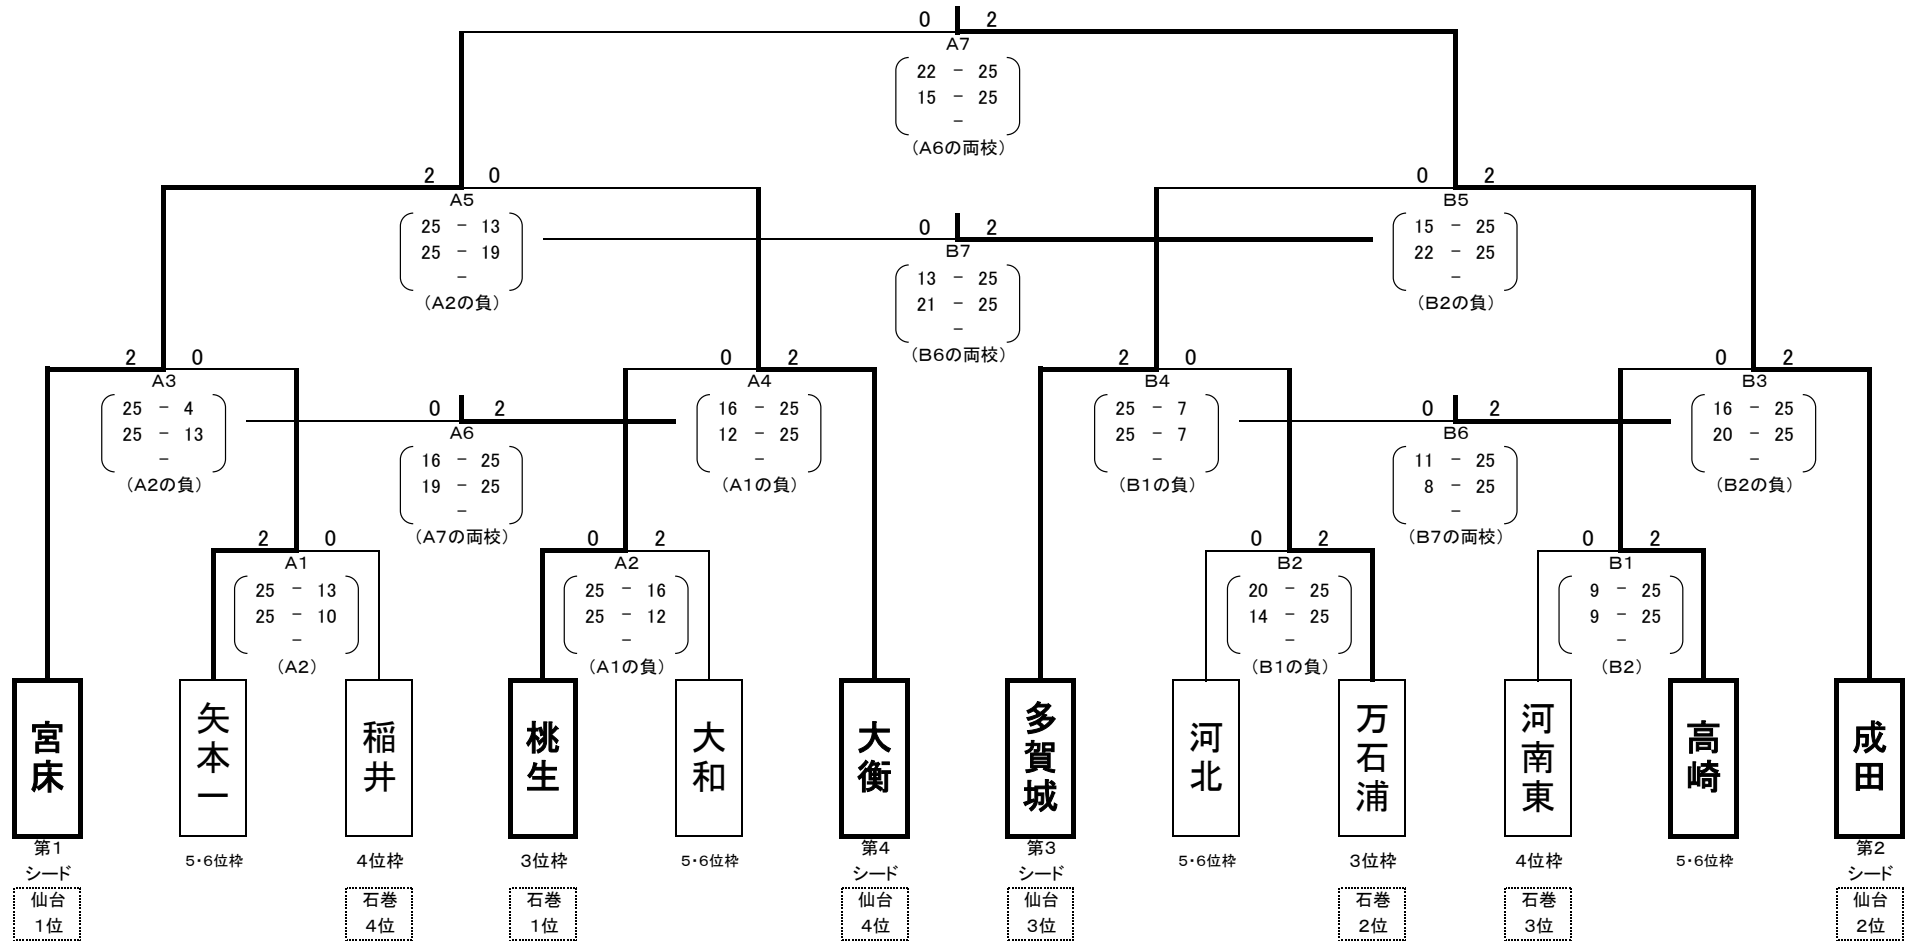 0 2
A7
22 − 25
15 − 25
−
（A6の両校）
2 0
A5
25 − 13
25 − 19
−
（A2の負）
0 2
B7
13 − 25
21 − 25
−
（B6の両校）
0 2
B5
15 − 25
22 − 25
−
（B2の負）
2 0
A3
25 − 4
25 − 13
−
（A2の負）
0 2
A6
16 − 25
19 − 25
−
（A7の両校）
0 2
A4
16 − 25
12 − 25
−
（A1の負）
2 0
B4
25 − 7
25 − 7
−
（B1の負）
0 2
B6
11 − 25
8 − 25
−
（B7の両校）
0 2
B3
16 − 25
20 − 25
−
（B2の負）
2 0
A1
25 − 13
25 − 10
−
（A2）
0 2
A2
25 − 16
25 − 12
−
（A1の負）
0 2
B2
20 − 25
14 − 25
−
（B1の負）
0 2
B1
9 − 25
9 − 25
−
（B2）
宮床
矢本一
稲井
桃生
大和
大衡
多賀城
河北
万石浦
河南東
高崎
成田
第1
シード
仙台
1位
5・6位枠
4位枠
石巻
4位
3位枠
石巻
1位
5・6位枠
第4
シード
仙台
4位
第3
シード
仙台
3位
5・6位枠
3位枠
石巻
2位
4位枠
石巻
3位
5・6位枠
第2
シード
仙台
2位